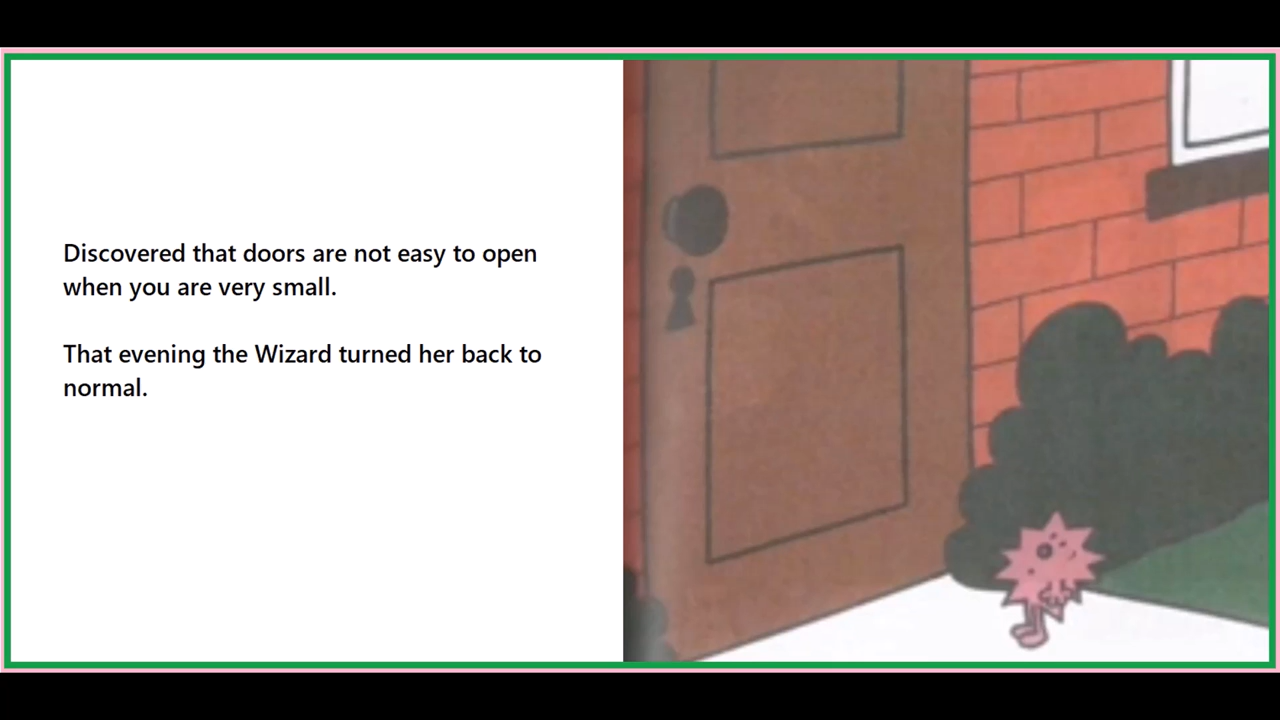 Discovered that doors are not easy to open
when you are very small.
That evening the Wizard turned her back to
normal.